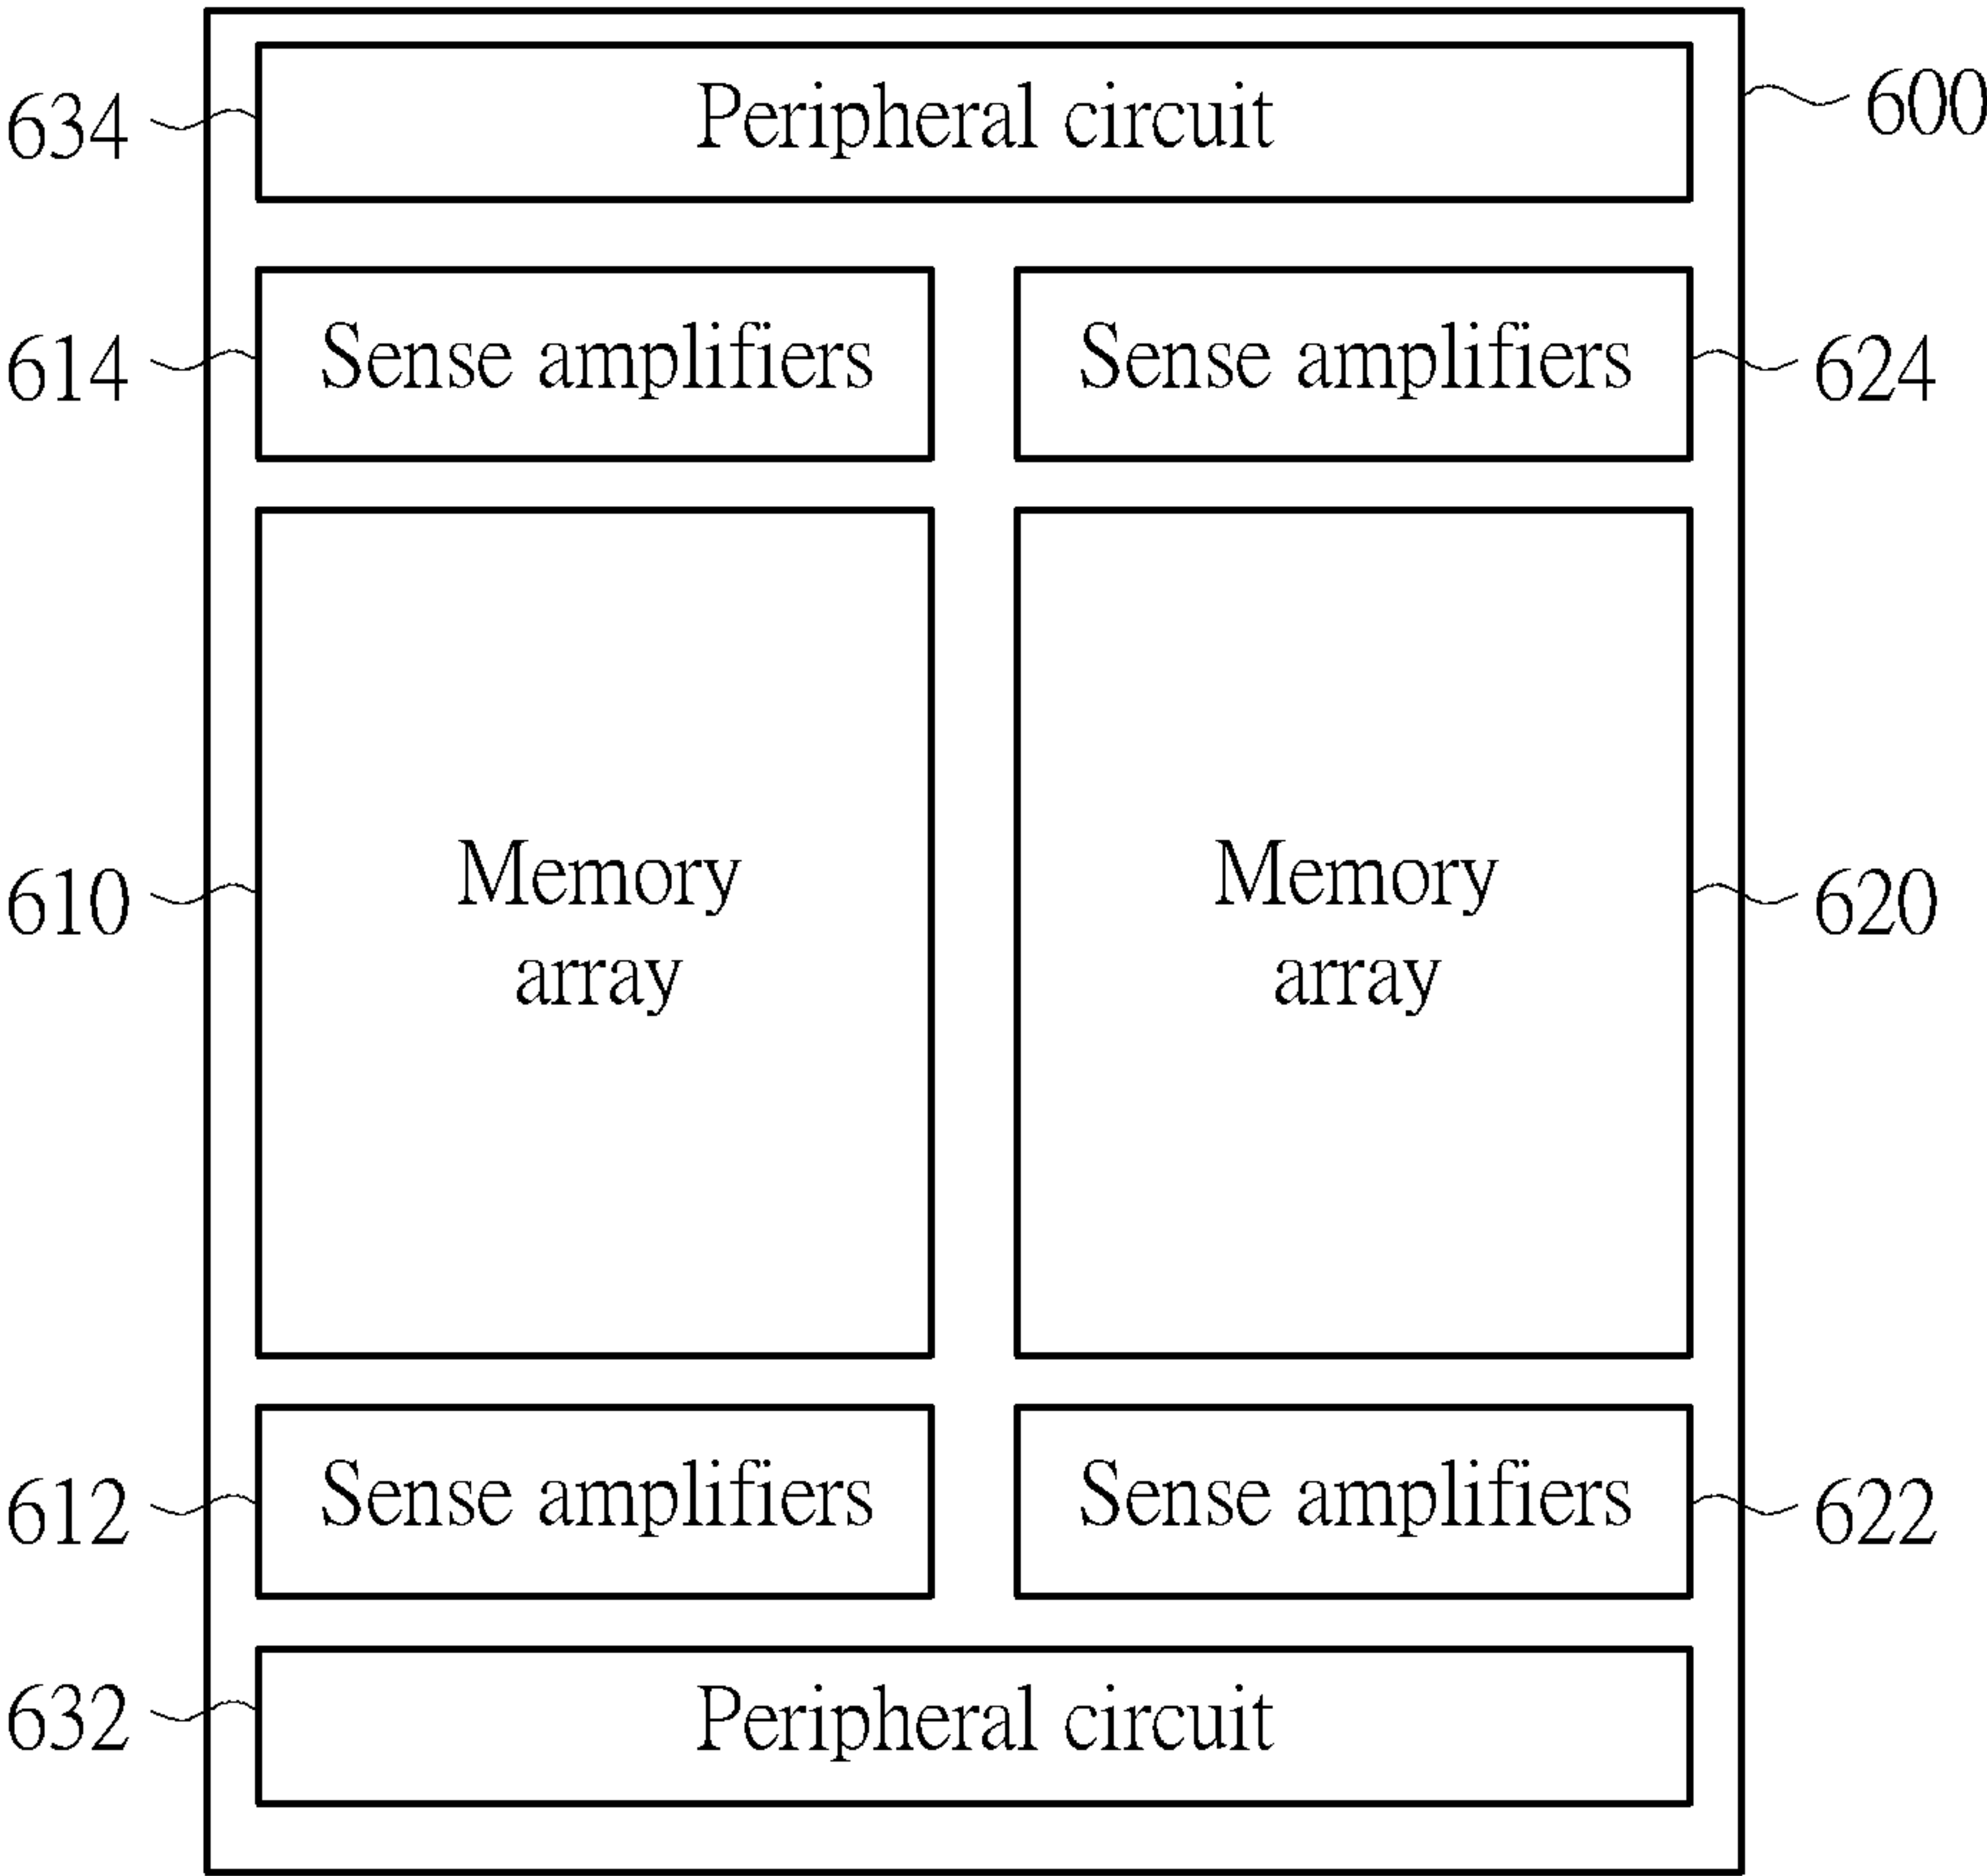 634 Peripheral circuit 600
614 Sense amplifiers Sense amplifiers 624
610 Memory Memory 620
array array
612 Sense amplifiers Sense amplifiers 622
632 Peripheral circuit